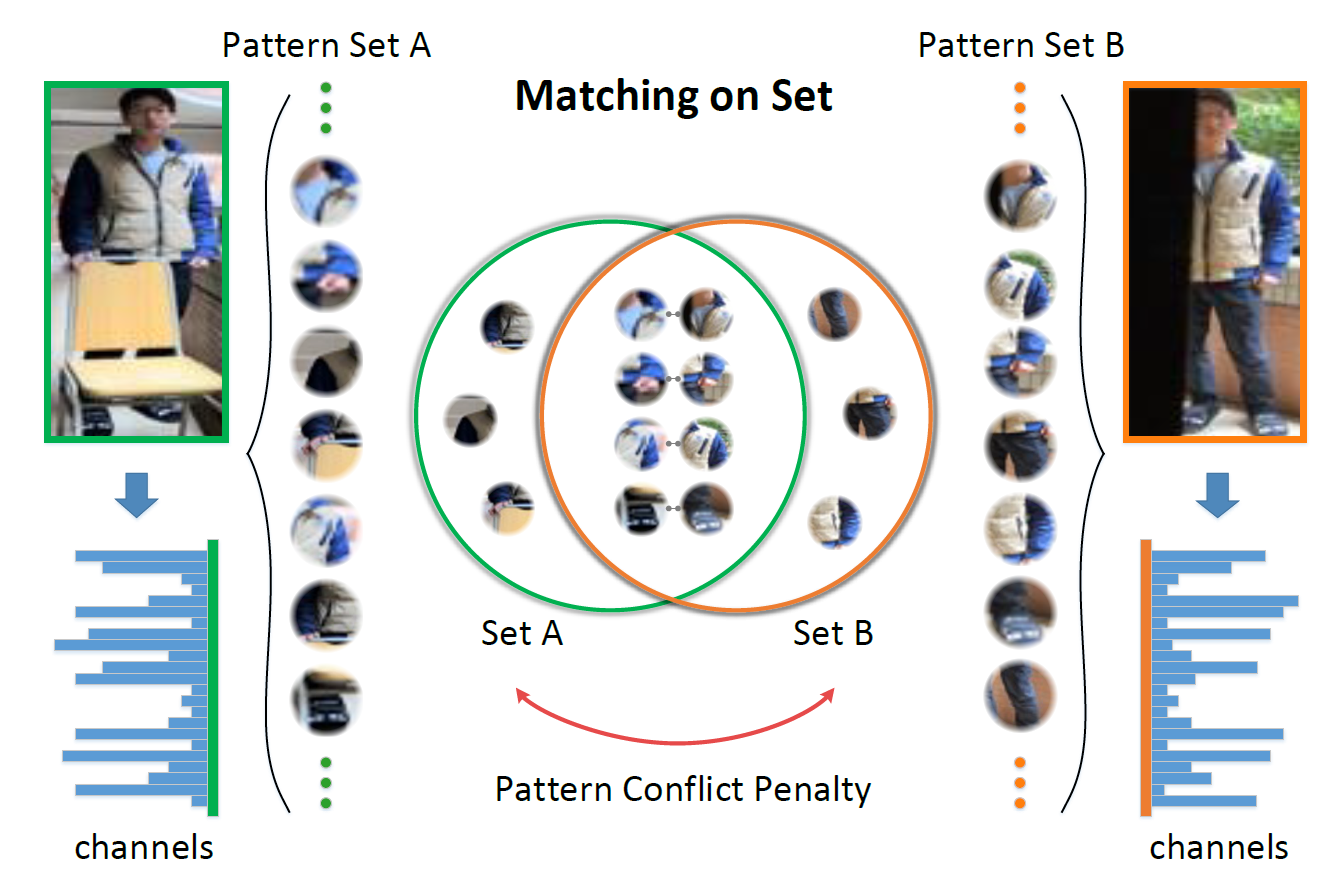 Pattern Set A
Pattern Set B
Matching on Set
Set A
Set B
Pattern Conflict Penalty
channels
channels